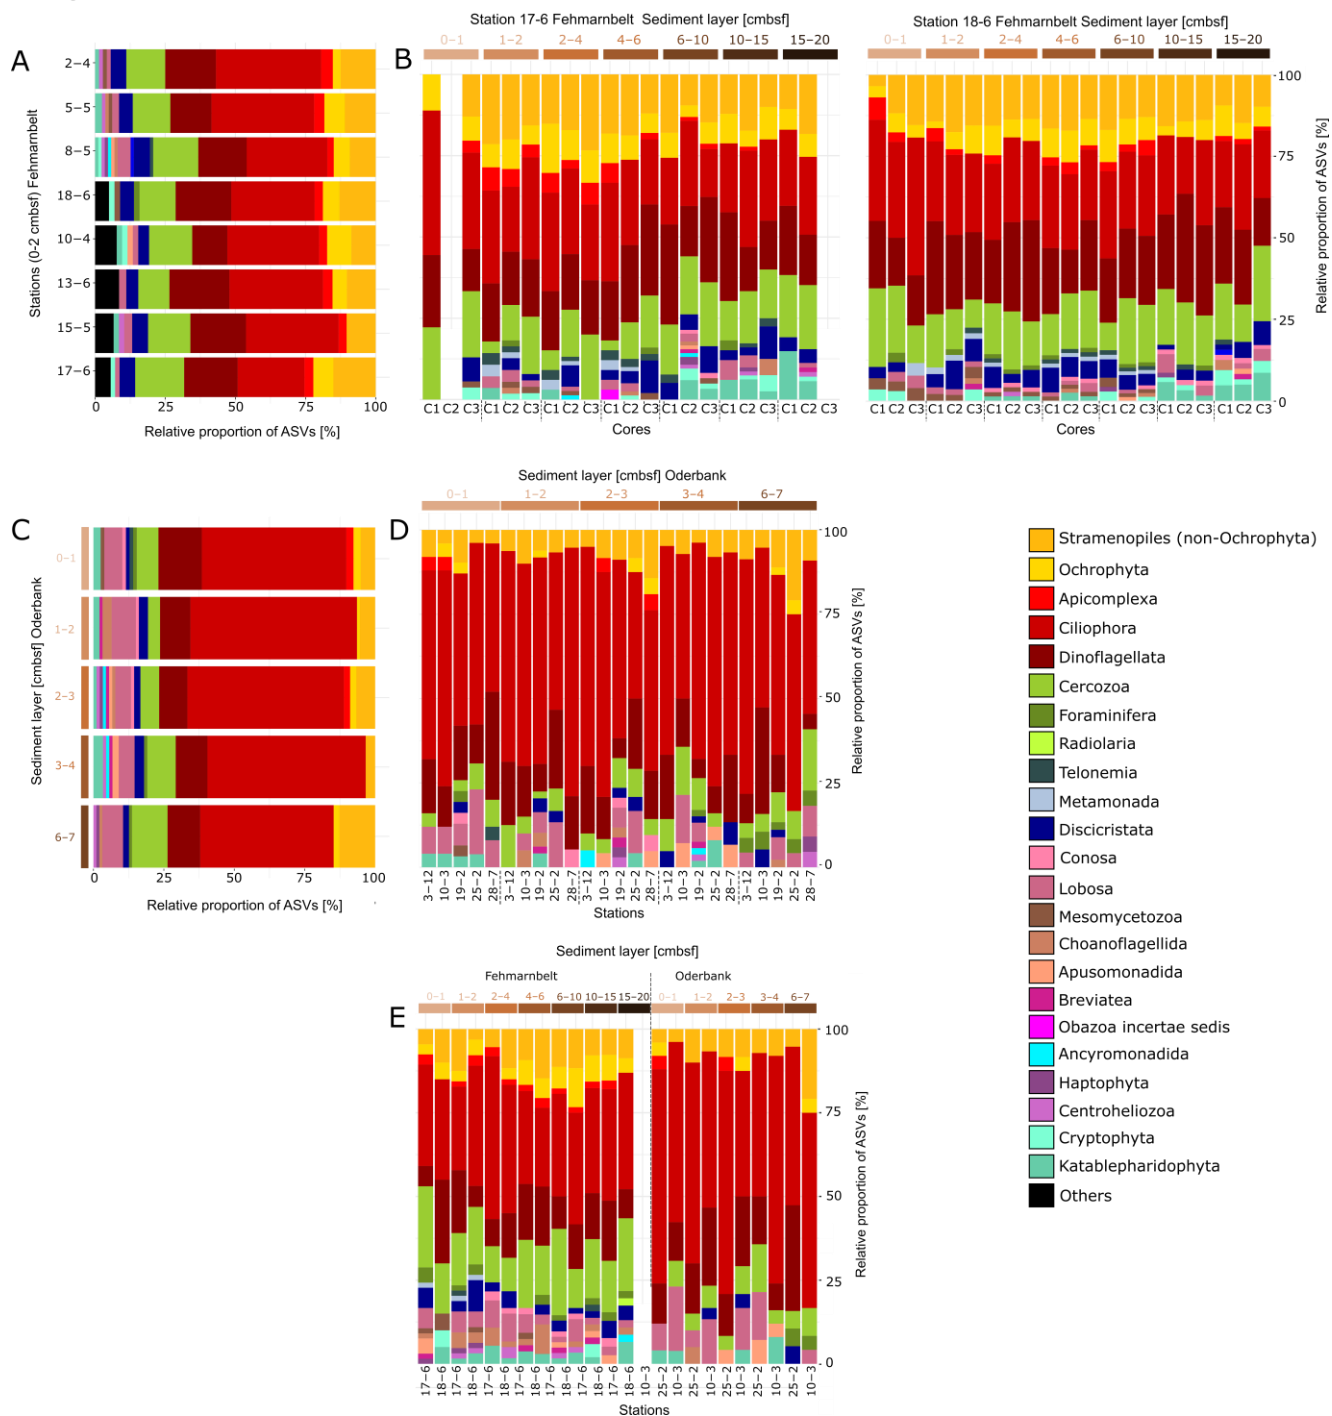 A
Stations (0-2 cmbsf) Fehmarnbelt
2−4
5−5
8−5
18−6
10−4
13−6
15−5
17−6
0 25 50 75 100
Relative proportion of ASVs [%]
B
Station 17-6 Fehmarnbelt Sediment layer [cmbsf]
0−1 1−2 2−4 4−6 6−10 10−15 15−20
C1 C2 C3 C1 C2 C3 C1 C2 C3 C1 C2 C3 C1 C2 C3 C1 C2 C3 C1 C2 C3
Cores
Station 18-6 Fehmarnbelt Sediment layer [cmbsf]
0−1 1−2 2−4 4−6 6−10 10−15 15−20
100
75
50
25
0
Relative proportion of ASVs [%]
C1 C2 C3 C1 C2 C3 C1 C2 C3 C1 C2 C3 C1 C2 C3 C1 C2 C3 C1 C2 C3
Cores
C
Sediment layer [cmbsf] Oderbank
0−1
1−2
2−3
3−4
6−7
0 25 50 75 100
Relative proportion of ASVs [%]
D
Sediment layer [cmbsf] Oderbank
0−1 1−2 2−3 3−4 6−7
100
75
50
25
0
Relative proportion of ASVs [%]
3−12 10−3 19−2 25−2 28−7 3−12 10−3 19−2 25−2 28−7 3−12 10−3 19−2 25−2 28−7 3−12 10−3 19−2 25−2 28−7 3−12 10−3 19−2 25−2 28−7
Stations
Stramenopiles (non-Ochrophyta)
Ochrophyta
Apicomplexa
Ciliophora
Dinoflagellata
Cercozoa
Foraminifera
Radiolaria
Telonemia
Metamonada
Discicristata
Conosa
Lobosa
Mesomycetozoa
Choanoflagellida
Apusomonadida
Breviatea
Obazoa incertae sedis
Ancyromonadida
Haptophyta
Centroheliozoa
Cryptophyta
Katablepharidophyta
Others
E
Sediment layer [cmbsf]
Fehmarnbelt Oderbank
0−1 1−2 2−4 4−6 6−10 10−15 15−20 0−1 1−2 2−3 3−4 6−7
100
75
50
25
0
Relative proportion of ASVs [%]
17−6 18−6 17−6 18−6 17−6 18−6 17−6 18−6 17−6 18−6 17−6 18−6 10−3 25−2 10−3 25−2 10−3 25−2 10−3 25−2 10−3 25−2 10−3
Stations